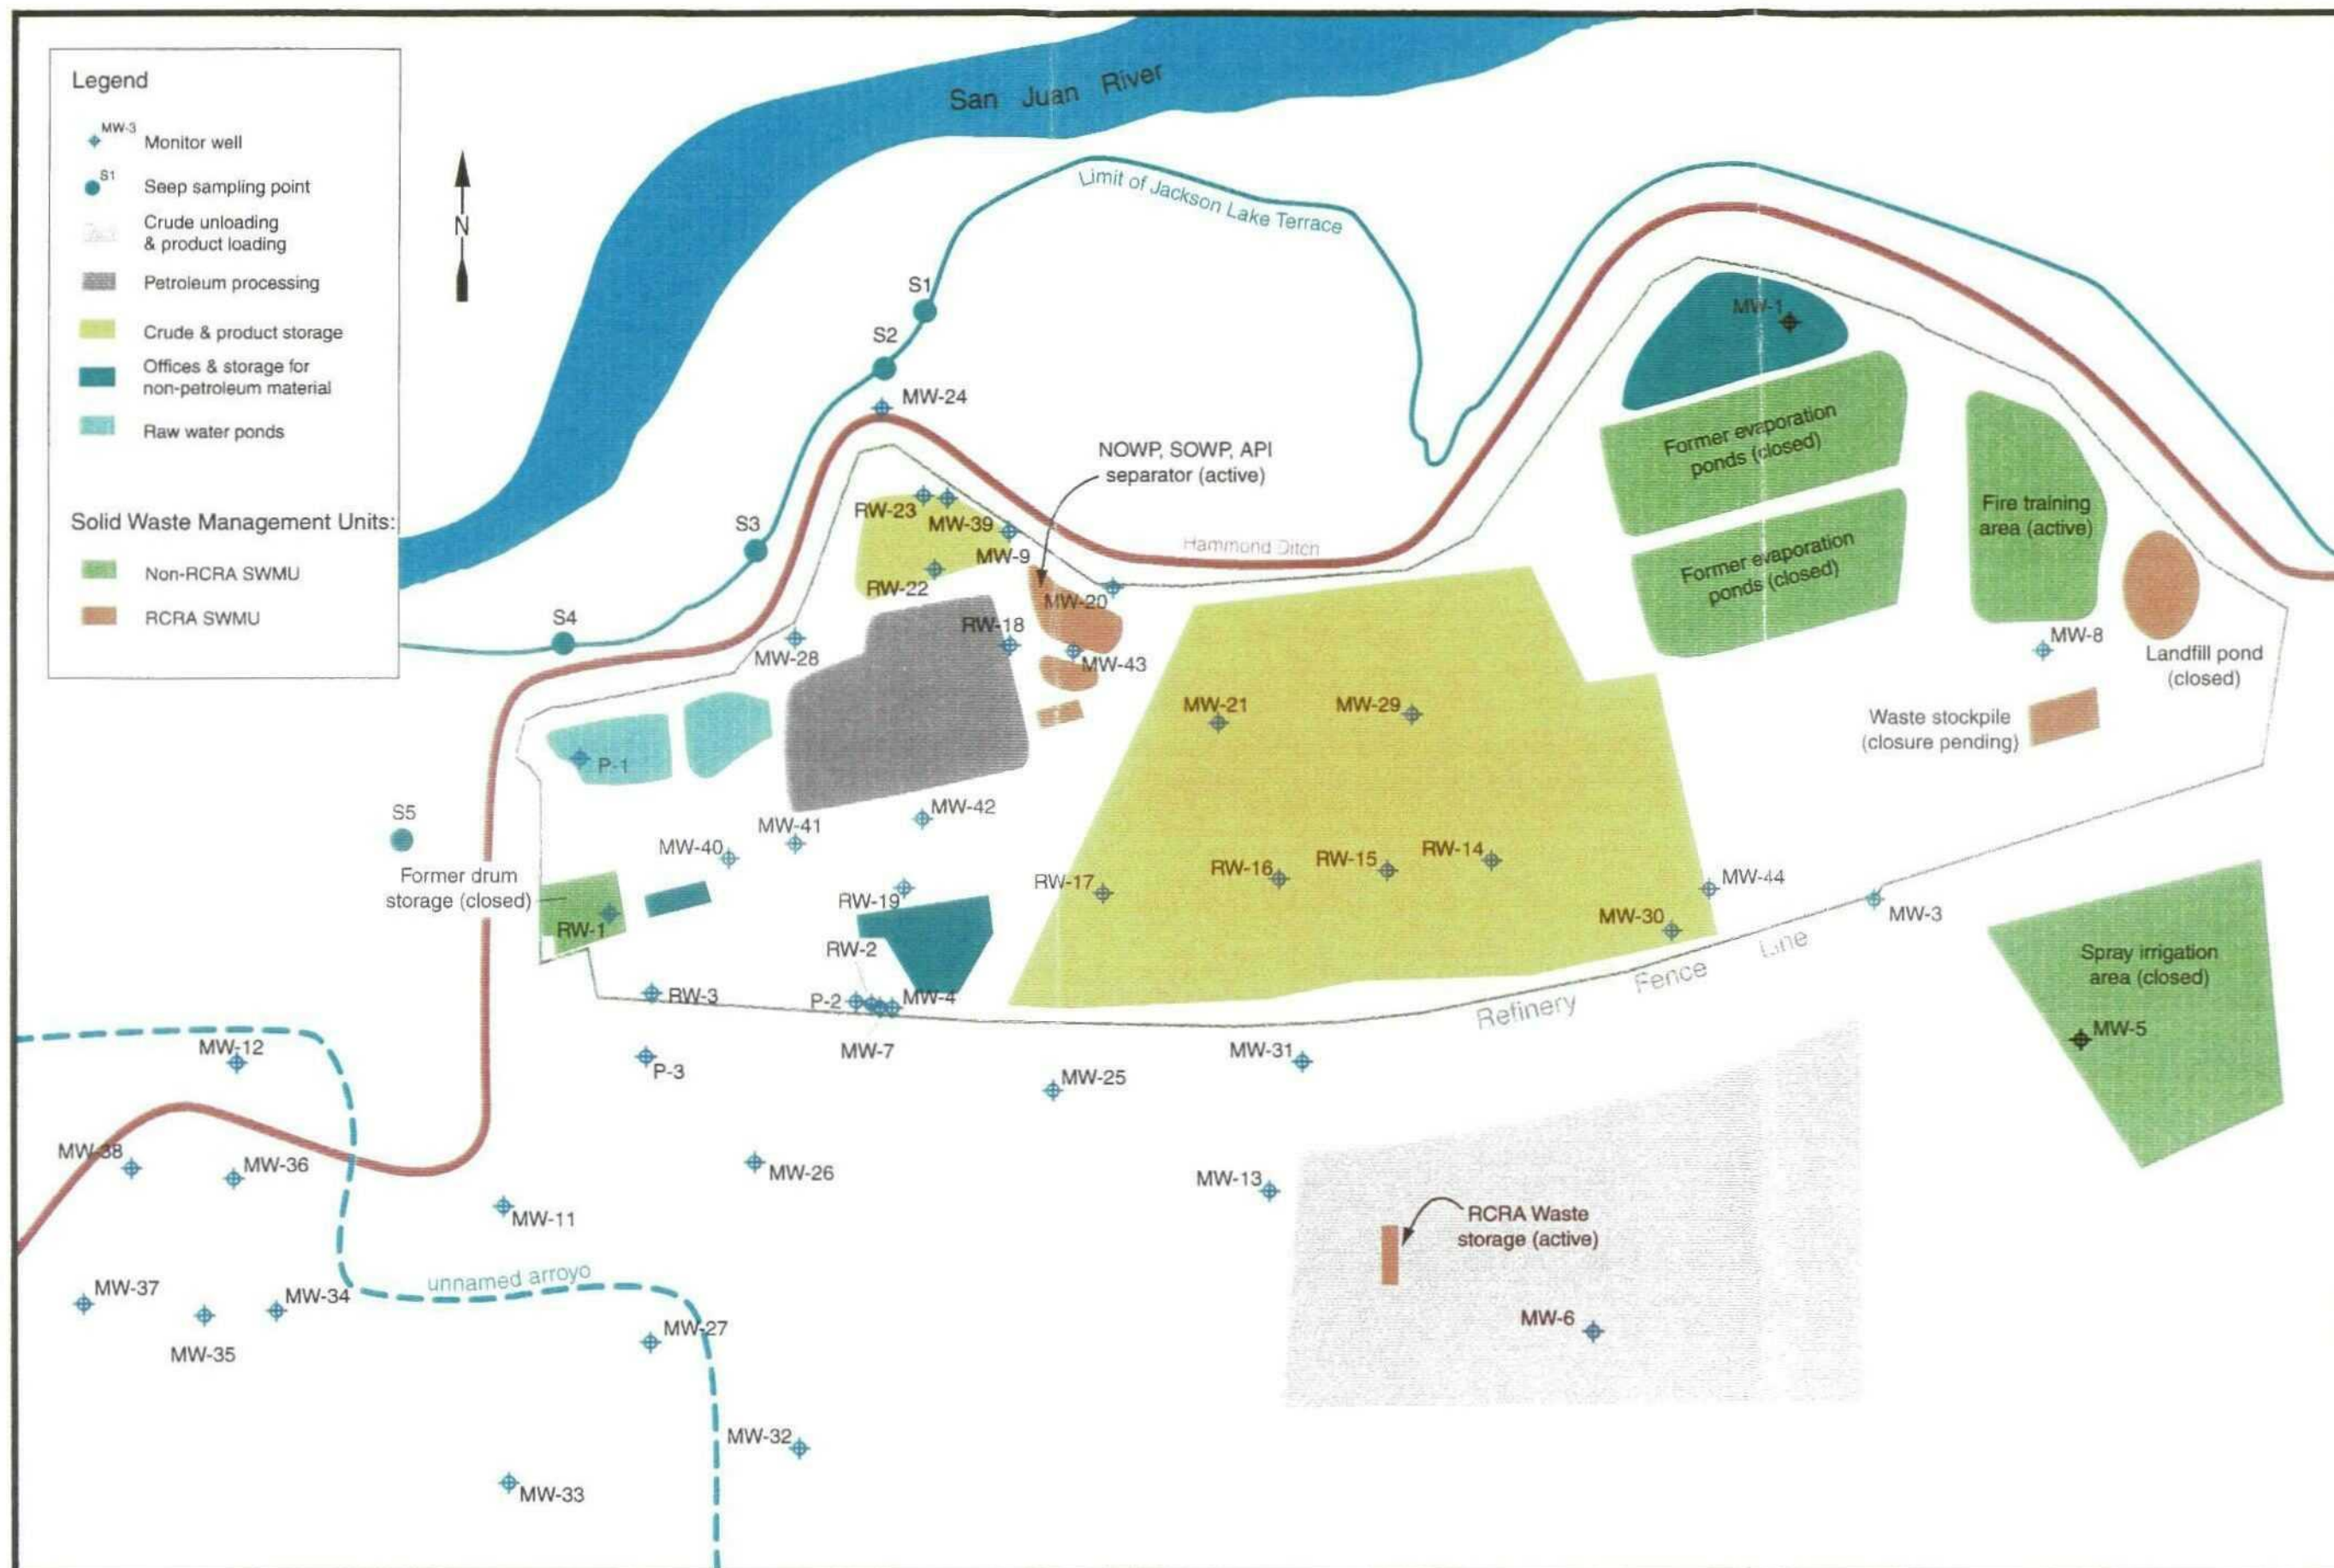 Legend
MW-3
Monitor well
S1
Seep sampling point
Crude unloading
& product loading
Petroleum processing
Crude & product storage
Offices & storage for
non-petroleum material
Raw water ponds
Solid Waste Management Units:
Non-RCRA SWMU
RCRA SWMU
N
San Juan River
Limit of Jackson Lake Terrace
S1
S2
MW-24
S3
S4
S5
NOWP, SOWP, API
separator (active)
Hammond Ditch
RW-23
MW-39
MW-9
RW-22
MW-20
RW-18
MW-43
MW-28
P-1
MW-1
Former evaporation
ponds (closed)
Former evaporation
ponds (closed)
Fire training
area (active)
MW-8
Landfill pond
(closed)
Waste stockpile
(closure pending)
MW-21
MW-29
MW-42
MW-41
MW-40
RW-14
RW-15
RW-16
RW-17
RW-19
MW-44
MW-3
MW-30
Former drum
storage (closed)
RW-1
RW-2
RW-3
P-2
MW-4
MW-7
P-3
Refinery Fence Line
Spray irrigation
area (closed)
MW-5
MW-12
MW-31
MW-25
MW-38
MW-36
MW-26
MW-13
MW-11
RCRA Waste
storage (active)
MW-6
MW-37
MW-34
MW-35
unnamed arroyo
MW-27
MW-32
MW-33